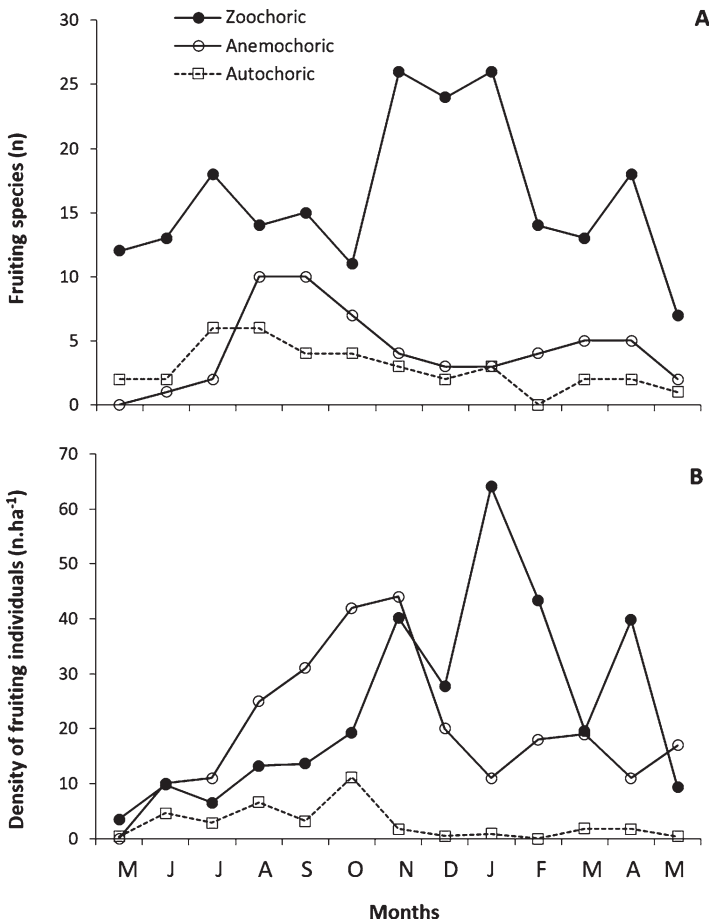 A
Zoochoric
Anemochoric
Autochoric
Fruiting species (n)
30
25
20
15
10
5
0
B
Density of fruiting individuals (n.ha⁻¹)
70
60
50
40
30
20
10
0
M J J A S O N D J F M A M
Months